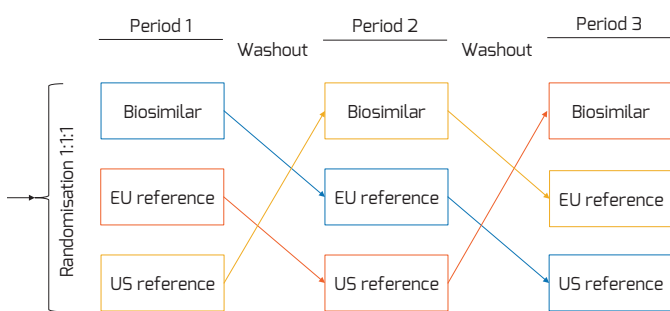 Period 1
Washout
Period 2
Washout
Period 3
Randomisation 1:1:1
Biosimilar
Biosimilar
Biosimilar
EU reference
EU reference
EU reference
US reference
US reference
US reference